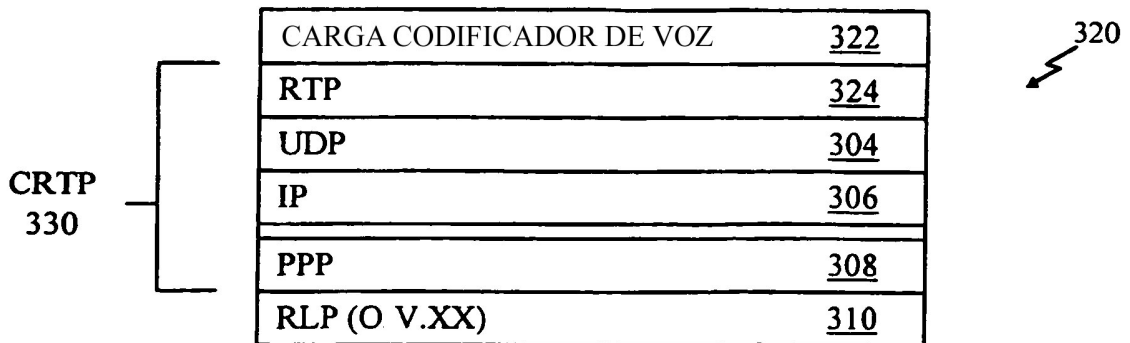 CARGA CODIFICADOR DE VOZ 322
320
RTP 324
UDP 304
CRTP
330
IP 306
PPP 308
RLP (O V.XX) 310